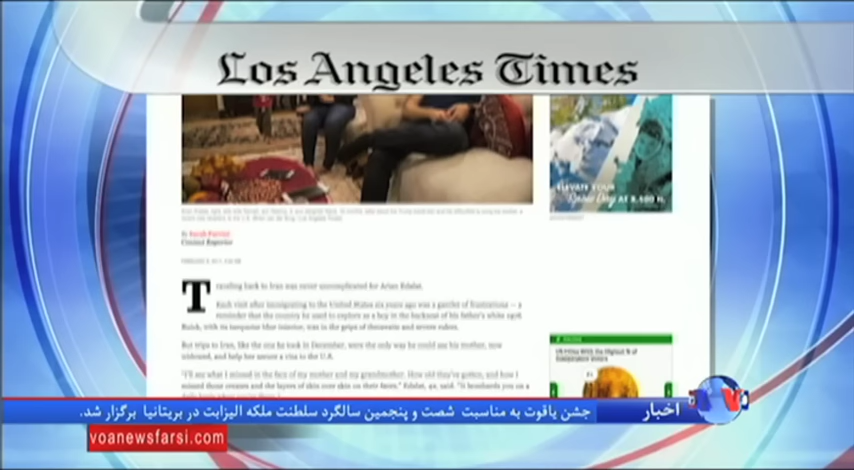 Los Angeles Times
ELEVATE YOUR
Snow Day AT 8,500 ft.
By Sarah Parvini
Contact Reporter
Traveling back to Iran was never uncomplicated for Arian Edalat.
Each visit after immigrating to the United States six years ago was a gantlet of frustrations — a
reminder that the country he used to explore as a boy in the backseat of his father's white 1976
Buick, with its turquoise blue interior, was in the grips of theocratic and severe rulers.
But trips to Iran, like the one he took in December, were the only way he could see his mother, now
widowed, and help her secure a visa to the U.S.
"I'll see what I missed in the face of my mother and my grandmother. How old they've gotten, and how I
missed those creases and the layers of skin over skin on their faces," Edalat, 42, said. "It bombards you on a
جشن یاقوت به مناسبت شصت و پنجمین سالگرد سلطنت ملکه الیزابت در بریتانیا برگزار شد.
اخبار
voanewsfarsi.com